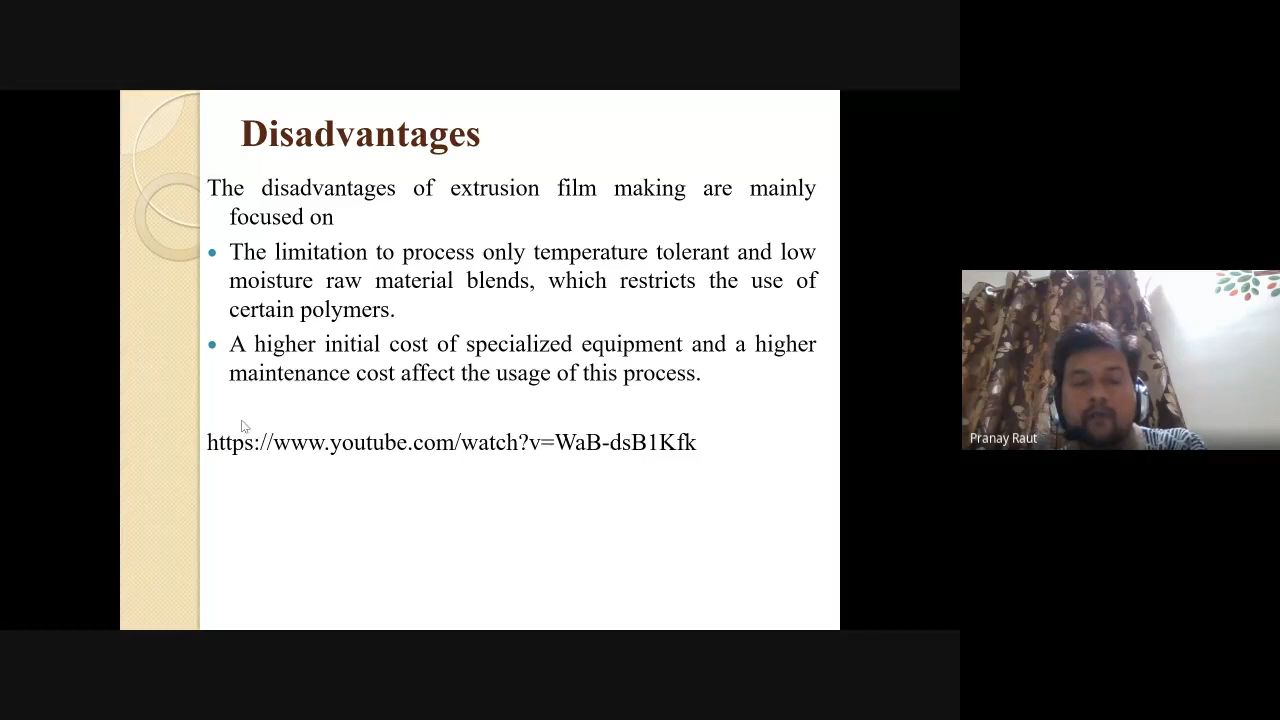 Disadvantages
The disadvantages of extrusion film making are mainly
focused on
• The limitation to process only temperature tolerant and low
moisture raw material blends, which restricts the use of
certain polymers.
• A higher initial cost of specialized equipment and a higher
maintenance cost affect the usage of this process.
https://www.youtube.com/watch?v=WaB-dsB1Kfk
Pranay Raut